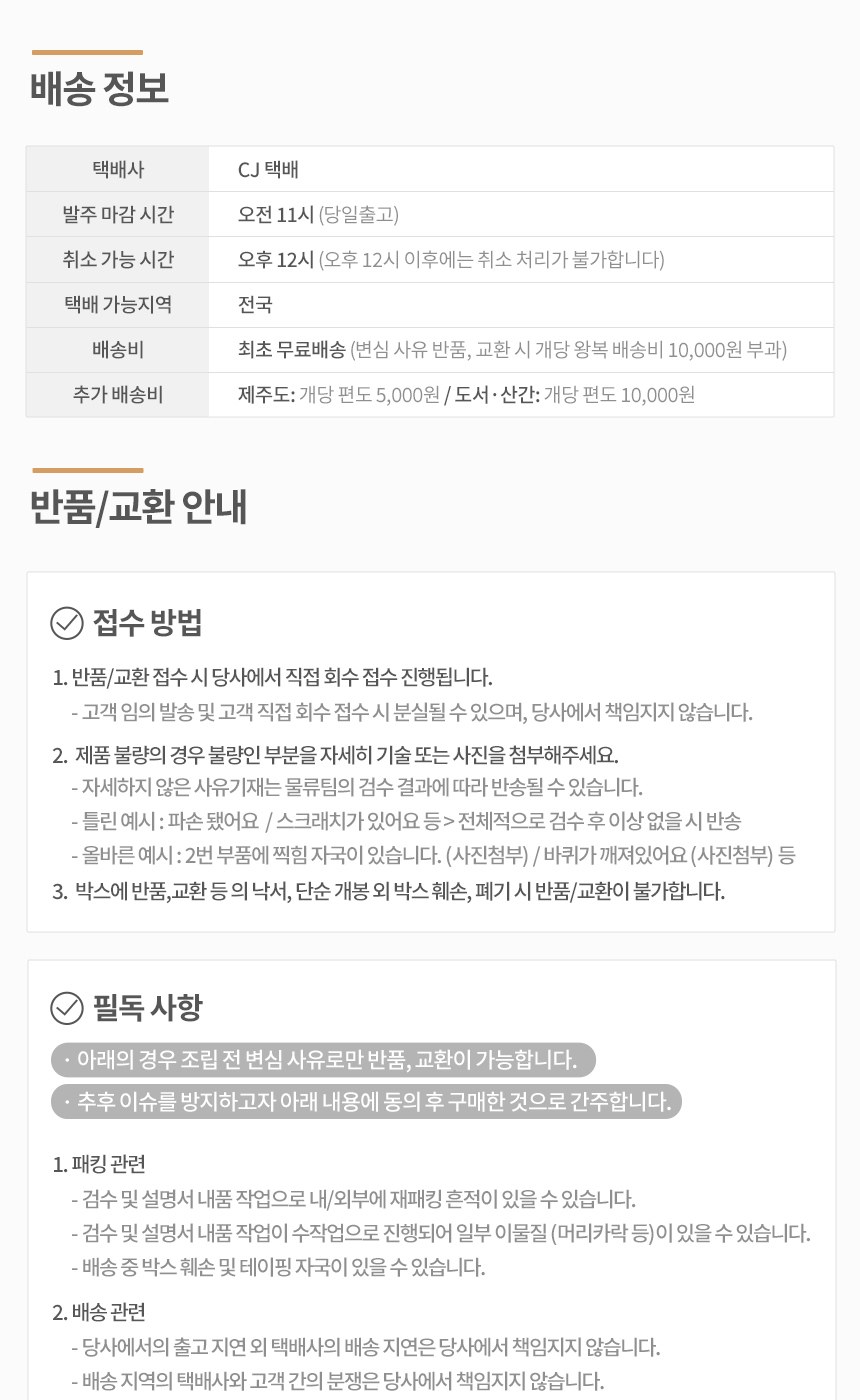 배송 정보
택배사 CJ 택배
발주 마감 시간 오전 11시 (당일출고)
취소 가능 시간 오후 12시 (오후 12시 이후에는 취소 처리가 불가합니다)
택배 가능지역 전국
배송비 최초 무료배송 (변심 사유 반품, 교환 시 개당 왕복 배송비 10,000원 부과)
추가 배송비 제주도: 개당 편도 5,000원 / 도서·산간: 개당 편도 10,000원
반품/교환 안내
접수 방법
1. 반품/교환 접수 시 당사에서 직접 회수 접수 진행됩니다.
- 고객 임의 발송 및 고객 직접 회수 접수 시 분실될 수 있으며, 당사에서 책임지지 않습니다.
2. 제품 불량의 경우 불량인 부분을 자세히 기술 또는 사진을 첨부해주세요.
- 자세하지 않은 사유기재는 물류팀의 검수 결과에 따라 반송될 수 있습니다.
- 틀린 예시 : 파손 됐어요 / 스크래치가 있어요 등 > 전체적으로 검수 후 이상 없을 시 반송
- 올바른 예시 : 2번 부품에 찍힘 자국이 있습니다. (사진첨부) / 바퀴가 깨져있어요 (사진첨부) 등
3. 박스에 반품,교환 등 의 낙서, 단순 개봉 외 박스 훼손, 폐기 시 반품/교환이 불가합니다.
필독 사항
· 아래의 경우 조립 전 변심 사유로만 반품, 교환이 가능합니다.
· 추후 이슈를 방지하고자 아래 내용에 동의 후 구매한 것으로 간주합니다.
1. 패킹 관련
- 검수 및 설명서 내품 작업으로 내/외부에 재패킹 흔적이 있을 수 있습니다.
- 검수 및 설명서 내품 작업이 수작업으로 진행되어 일부 이물질 (머리카락 등)이 있을 수 있습니다.
- 배송 중 박스 훼손 및 테이핑 자국이 있을 수 있습니다.
2. 배송 관련
- 당사에서의 출고 지연 외 택배사의 배송 지연은 당사에서 책임지지 않습니다.
- 배송 지역의 택배사와 고객 간의 분쟁은 당사에서 책임지지 않습니다.